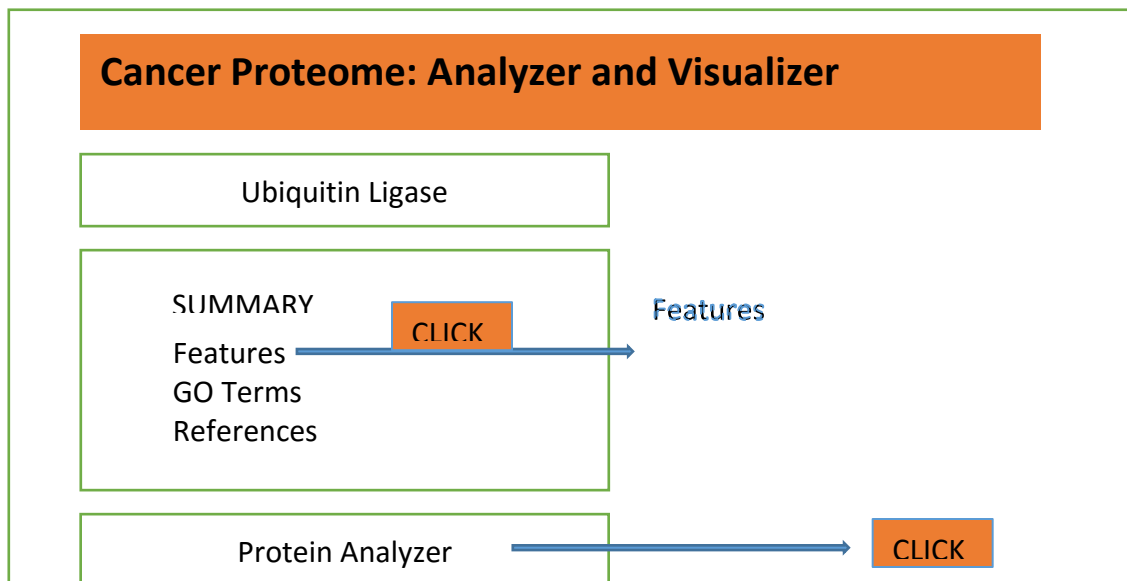 Cancer Proteome: Analyzer and Visualizer
Ubiquitin Ligase
SUMMARY
CLICK
Features
Features
GO Terms
References
Protein Analyzer
CLICK